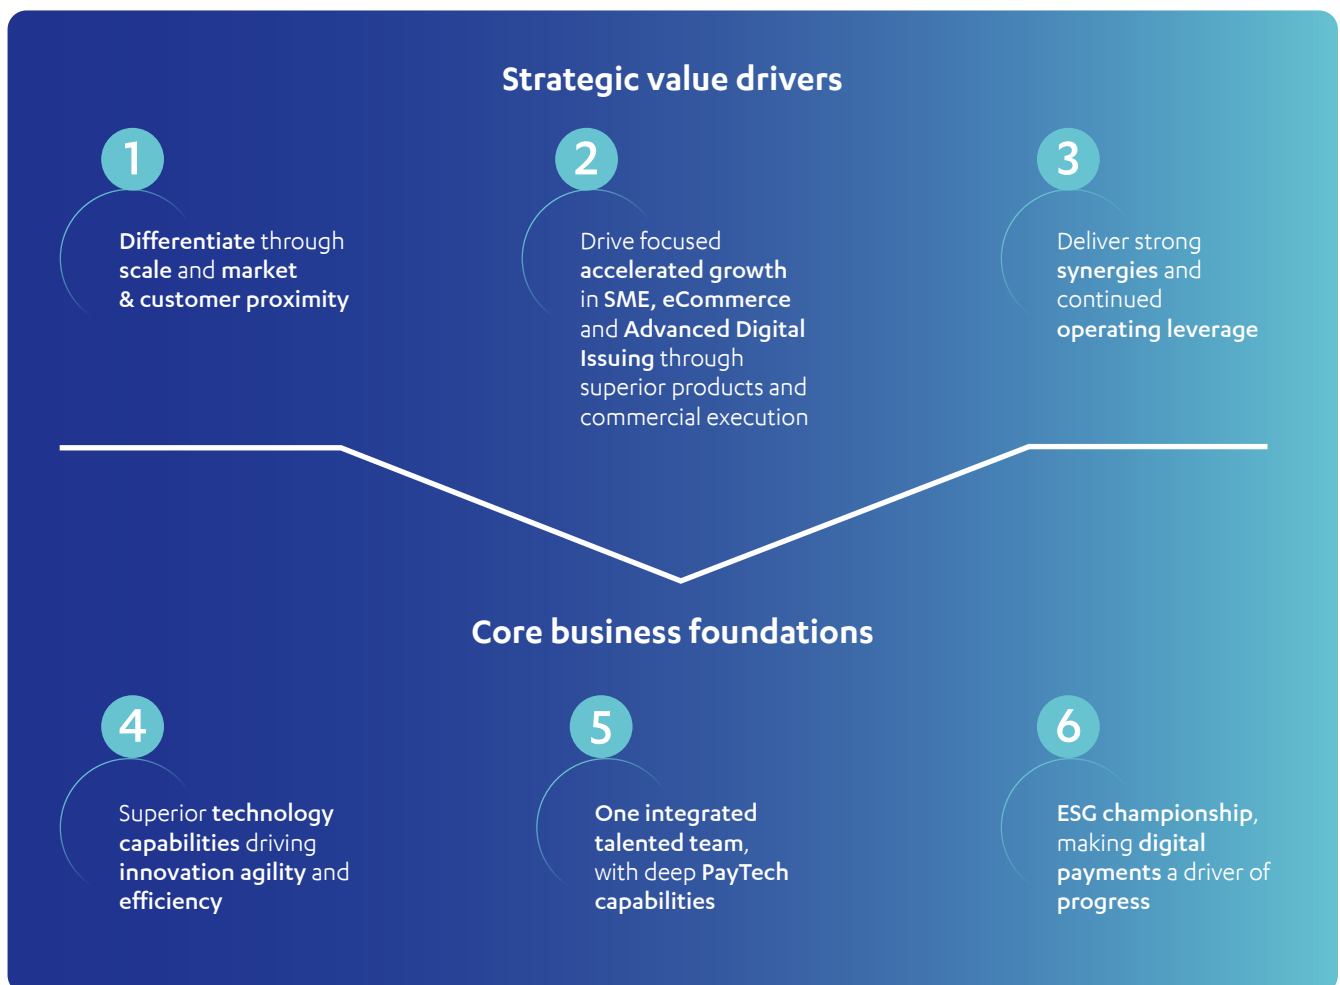 Strategic value drivers
1
Differentiate through
scale and market
& customer proximity
2
Drive focused
accelerated growth
in SME, eCommerce
and Advanced Digital
Issuing through
superior products and
commercial execution
3
Deliver strong
synergies and
continued
operating leverage
Core business foundations
4
Superior technology
capabilities driving
innovation agility and
efficiency
5
One integrated
talented team,
with deep PayTech
capabilities
6
ESG championship,
making digital
payments a driver of
progress